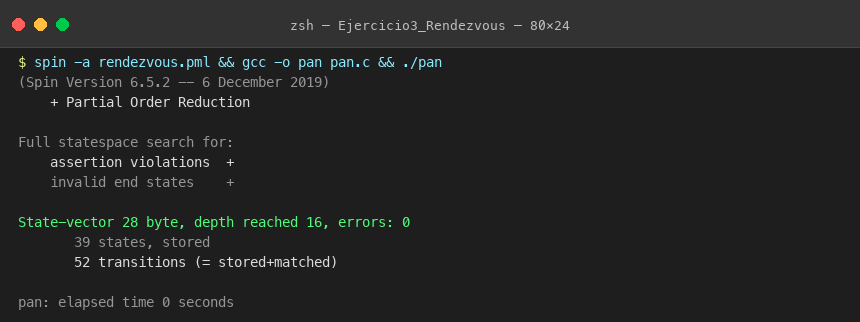 zsh — Ejercicio3_Rendezvous — 80×24
$ spin -a rendezvous.pml && gcc -o pan pan.c && ./pan
(Spin Version 6.5.2 -- 6 December 2019)
    + Partial Order Reduction
Full statespace search for:
    assertion violations  +
    invalid end states    +
State-vector 28 byte, depth reached 16, errors: 0
       39 states, stored
       52 transitions (= stored+matched)
pan: elapsed time 0 seconds